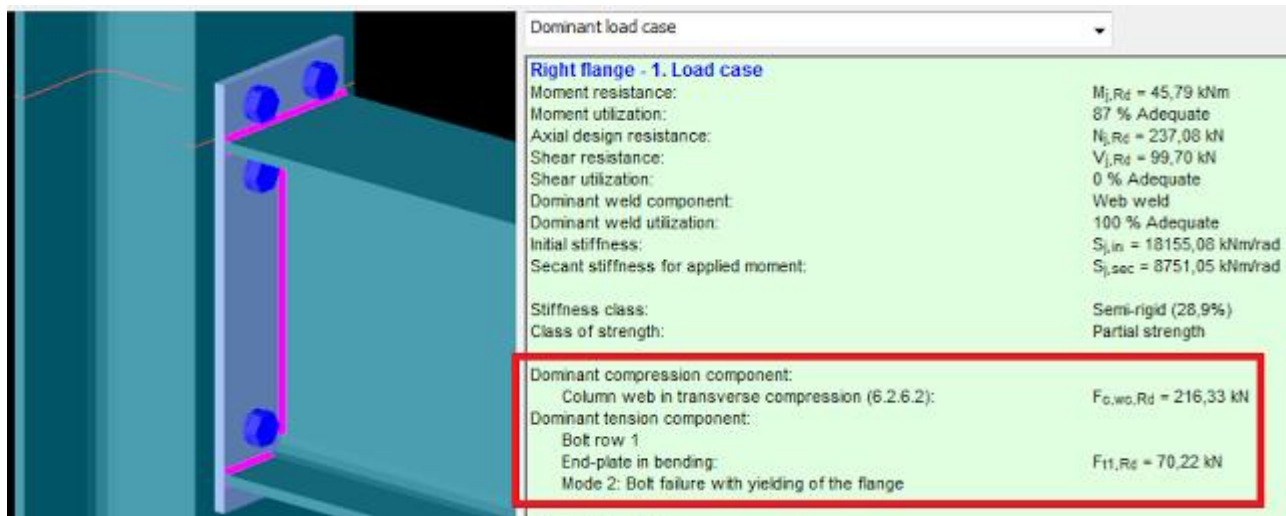 Dominant load case
Right flange - 1. Load case
Moment resistance: Mj,Rd = 45,79 kNm
Moment utilization: 87 % Adequate
Axial design resistance: Nj,Rd = 237,08 kN
Shear resistance: Vj,Rd = 99,70 kN
Shear utilization: 0 % Adequate
Dominant weld component: Web weld
Dominant weld utilization: 100 % Adequate
Initial stiffness: Sj,in = 18155,08 kNm/rad
Secant stiffness for applied moment: Sj,sec = 8751,05 kNm/rad
Stiffness class: Semi-rigid (28,9%)
Class of strength: Partial strength
Dominant compression component:
Column web in transverse compression (6.2.6.2): Fc,wc,Rd = 216,33 kN
Dominant tension component:
Bolt row 1
End-plate in bending: Ft1,Rd = 70,22 kN
Mode 2: Bolt failure with yielding of the flange